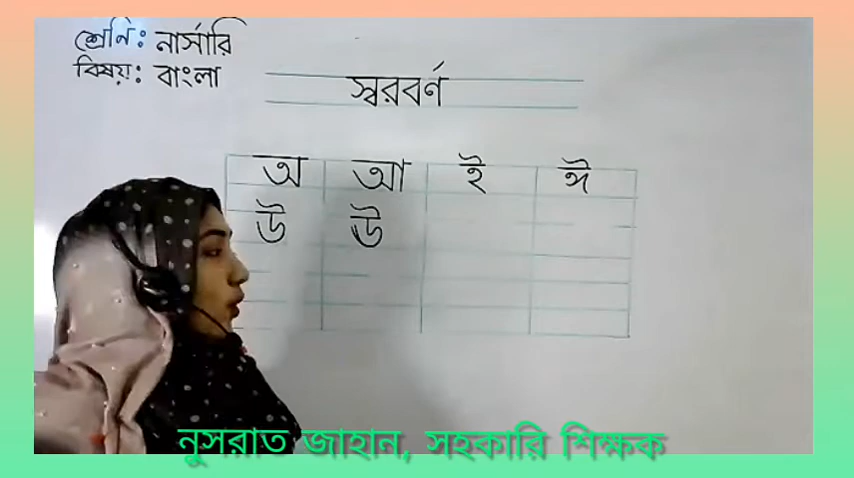 শ্রেণি: নার্সারি
বিষয়: বাংলা
স্বরবর্ণ
অ আ ই ঈ
উ ঊ
নুসরাত জাহান, সহকারি শিক্ষক